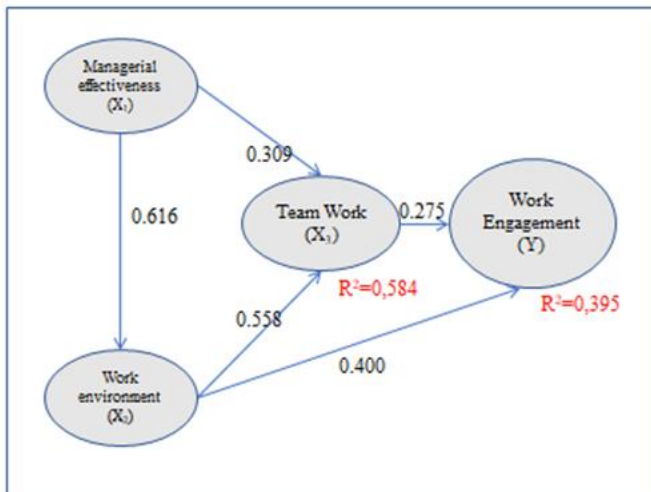 Managerial
effectiveness
(X₁)
0.309
0.616
Team Work
(X₃)
0.275
Work
Engagement
(Y)
R²=0,584
R²=0,395
0.558
0.400
Work
environment
(X₂)